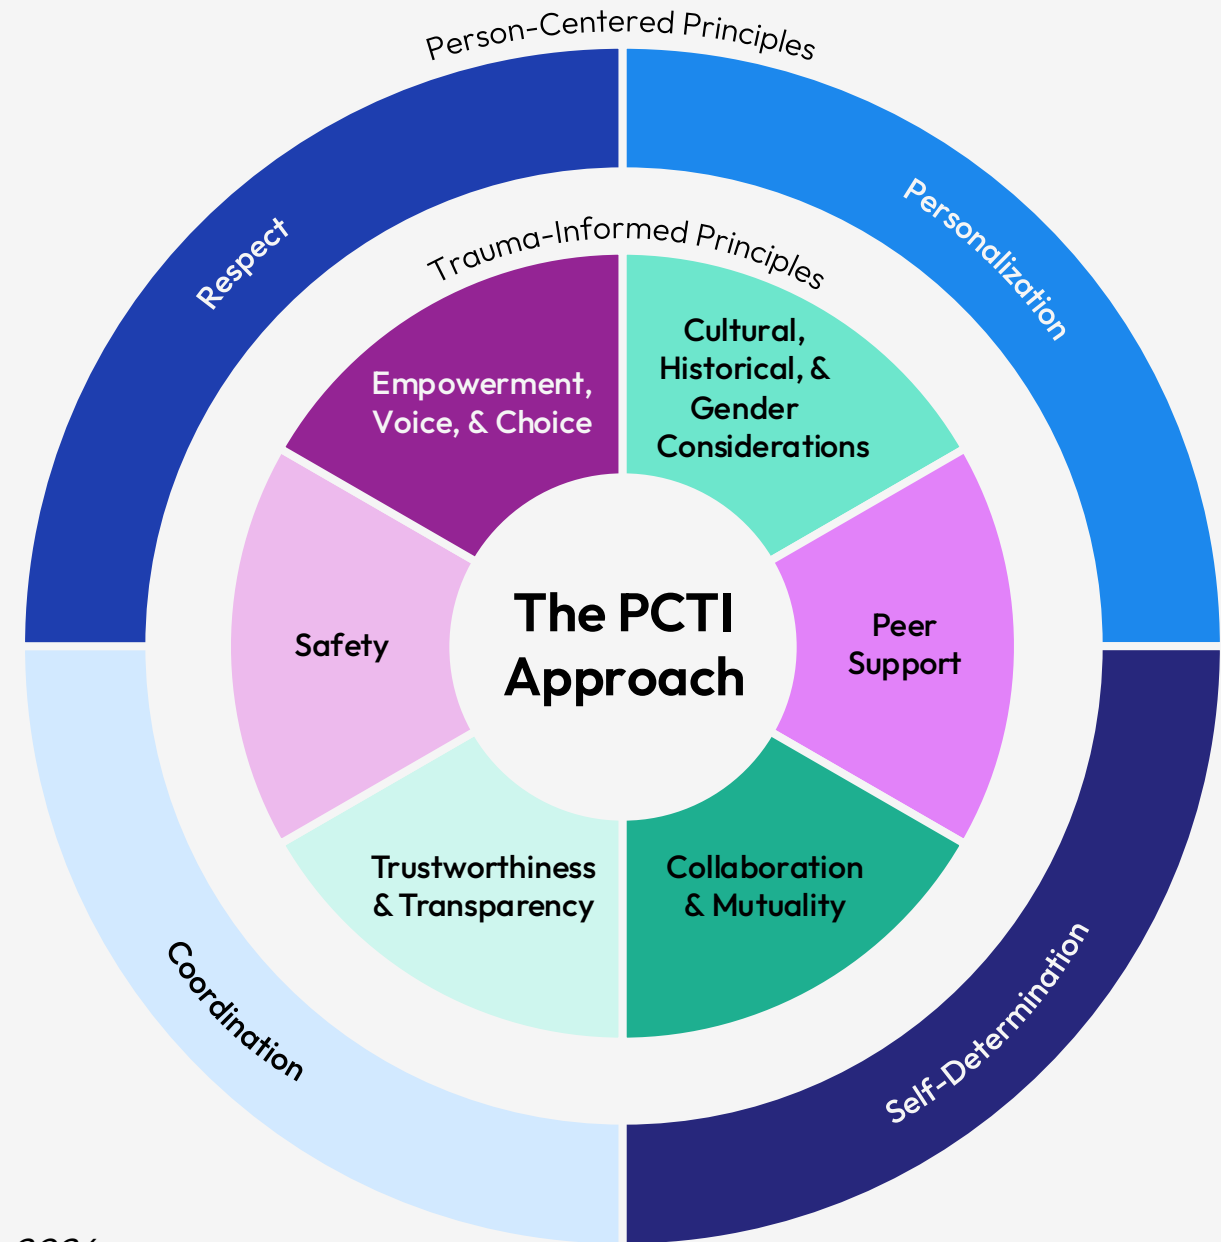 Person-Centered Principles
Respect
Personalization
Trauma-Informed Principles
Empowerment,
Voice, & Choice
Cultural,
Historical, &
Gender
Considerations
Safety
The PCTI
Approach
Peer
Support
Trustworthiness
& Transparency
Collaboration
& Mutuality
Coordination
Self-Determination